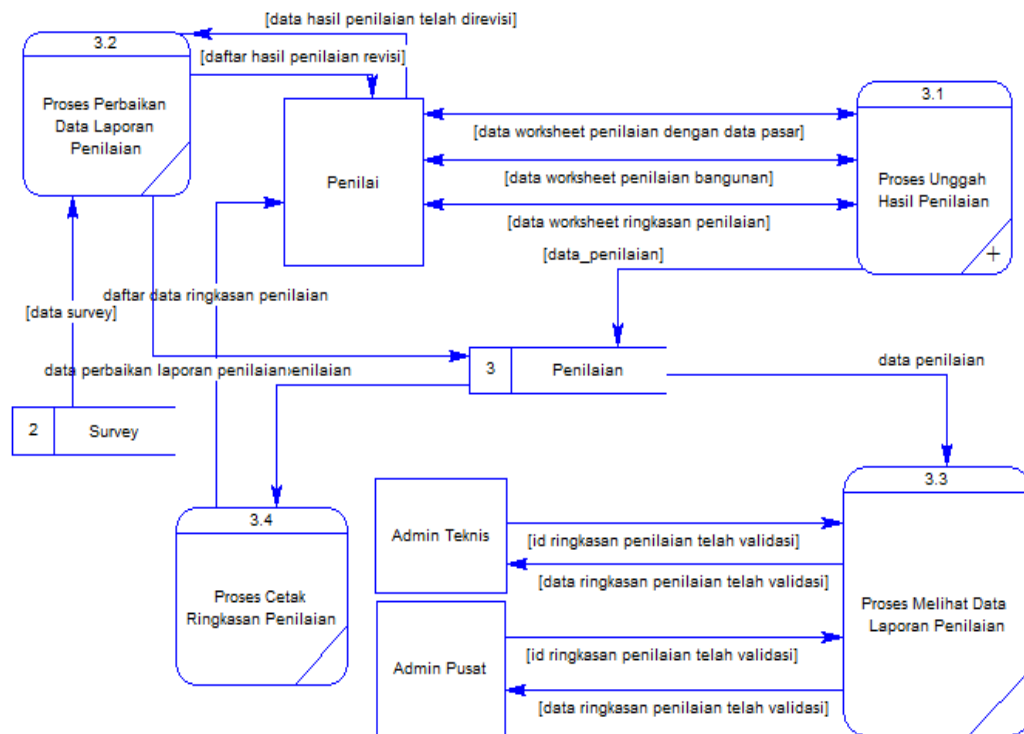 [data hasil penilaian telah direvisi]
3.2
[daftar hasil penilaian revisi]
Proses Perbaikan
Data Laporan
Penilaian
3.1
[data worksheet penilaian dengan data pasar]
Penilai
[data worksheet penilaian bangunan]
Proses Unggah
Hasil Penilaian
[data worksheet ringkasan penilaian]
[data_penilaian]
+
daftar data ringkasan penilaian
[data survey]
data penilaian
3
Penilaian
data perbaikan laporan penilaian
enilaian
2
Survey
3.3
3.4
Admin Teknis
[id ringkasan penilaian telah validasi]
[data ringkasan penilaian telah validasi]
Proses Cetak
Ringkasan Penilaian
Proses Melihat Data
Laporan Penilaian
Admin Pusat
[id ringkasan penilaian telah validasi]
[data ringkasan penilaian telah validasi]